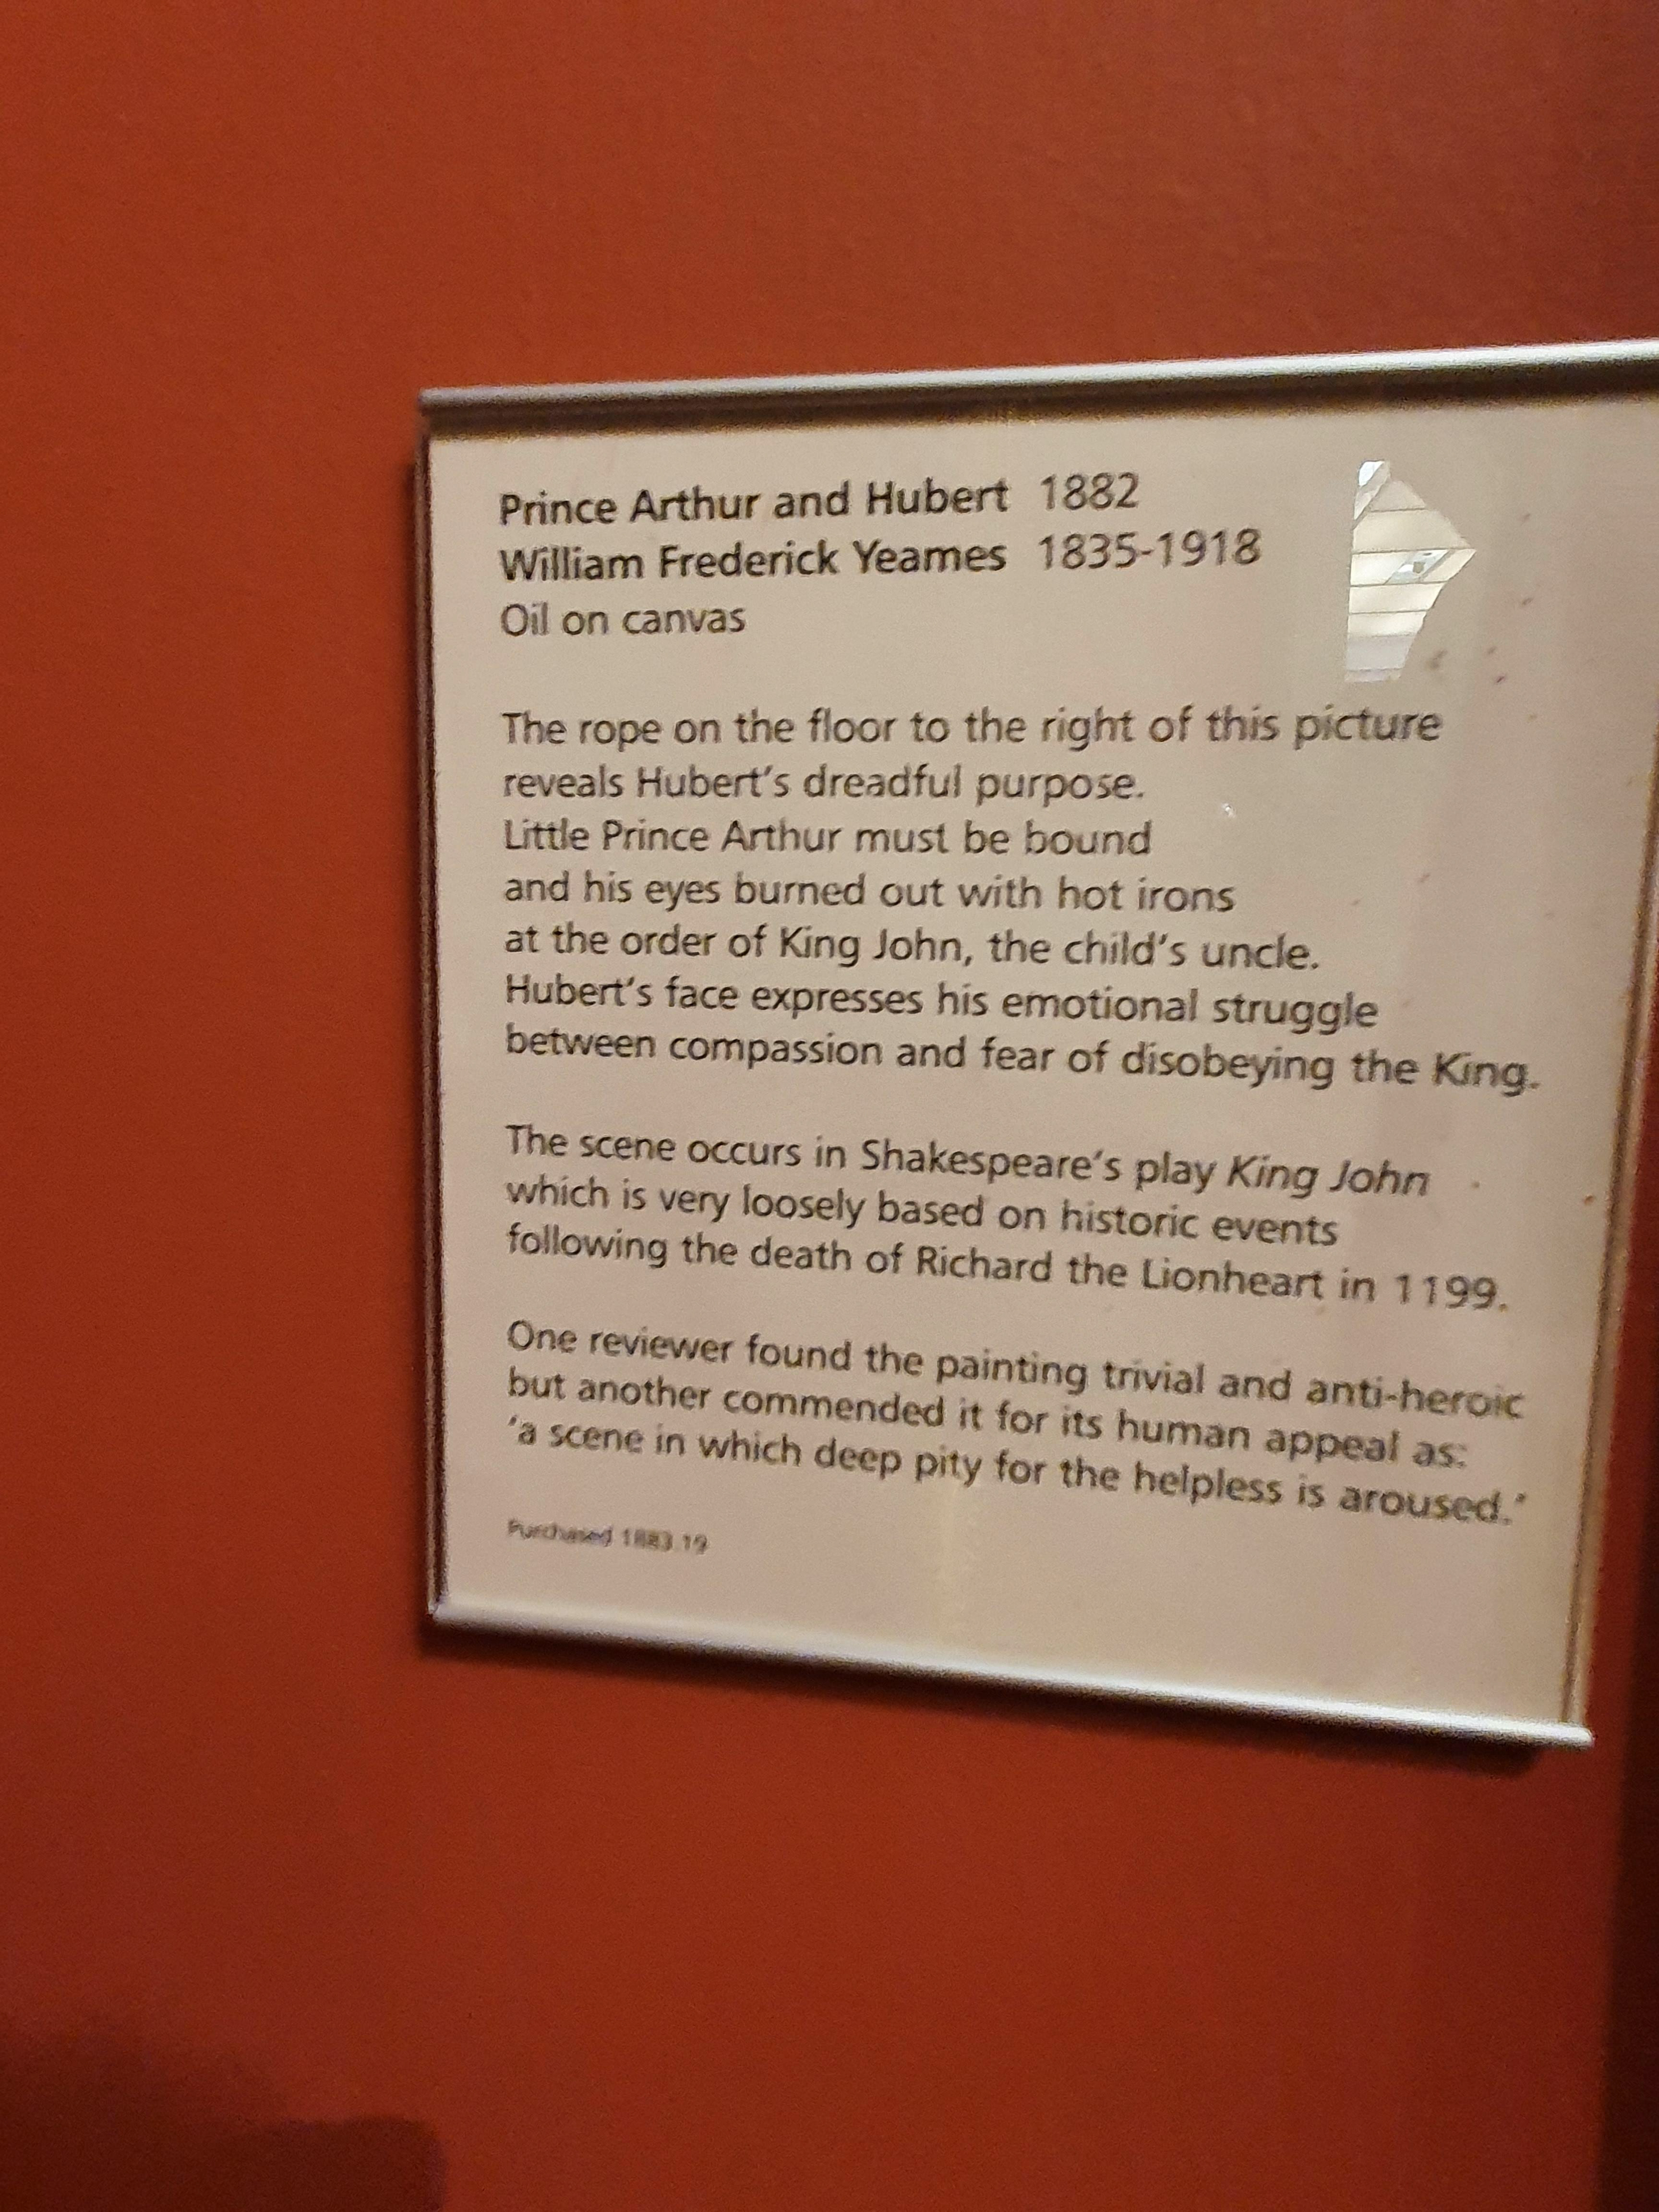 Prince Arthur and Hubert 1882
William Frederick Yeames 1835-1918
Oil on canvas
The rope on the floor to the right of this picture
reveals Hubert's dreadful purpose.
Little Prince Arthur must be bound
and his eyes burned out with hot irons
at the order of King John, the child's uncle.
Hubert's face expresses his emotional struggle
between compassion and fear of disobeying the King.
The scene occurs in Shakespeare's play King John
which is very loosely based on historic events
following the death of Richard the Lionheart in 1199.
One reviewer found the painting trivial and anti-heroic
but another commended it for its human appeal as:
'a scene in which deep pity for the helpless is aroused.'
Purchased 1883.19